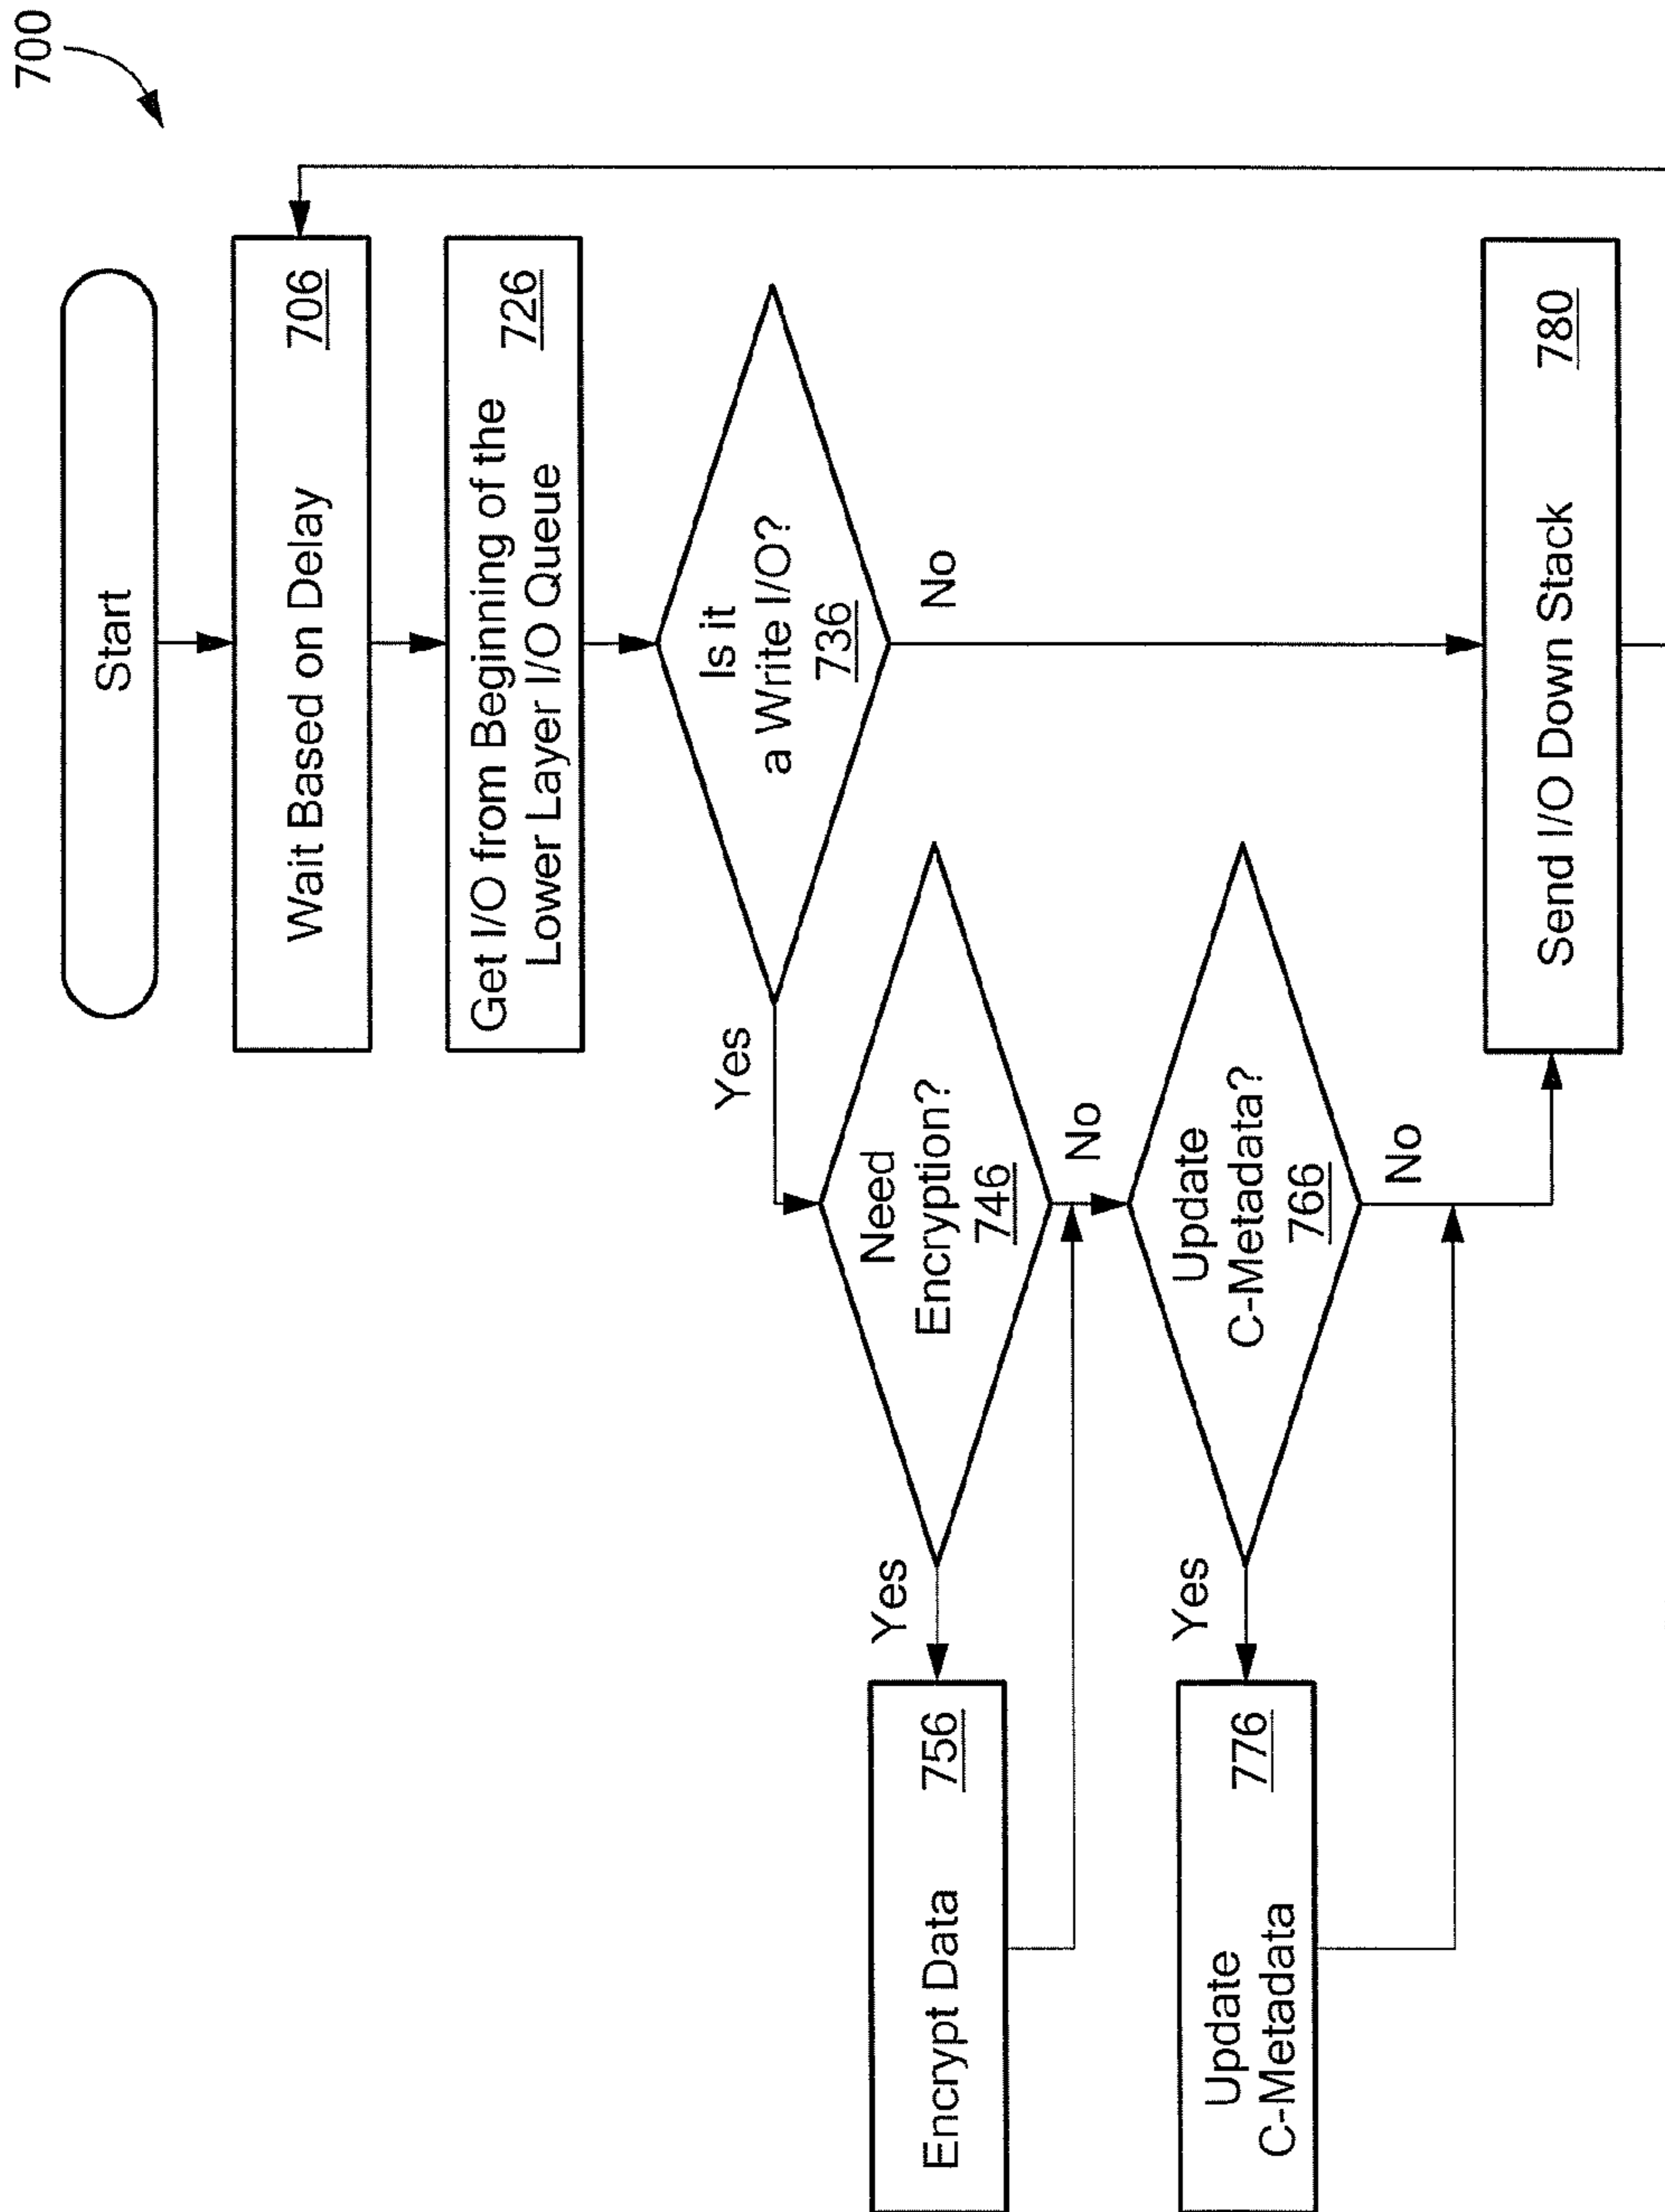 700
Start
Wait Based on Delay
706
Get I/O from Beginning of the
Lower Layer I/O Queue
726
Is it
a Write I/O?
736
Yes
No
Need
Encryption?
746
Yes
No
Encrypt Data
756
Update
C-Metadata?
766
Yes
No
Update
C-Metadata
776
Send I/O Down Stack
780